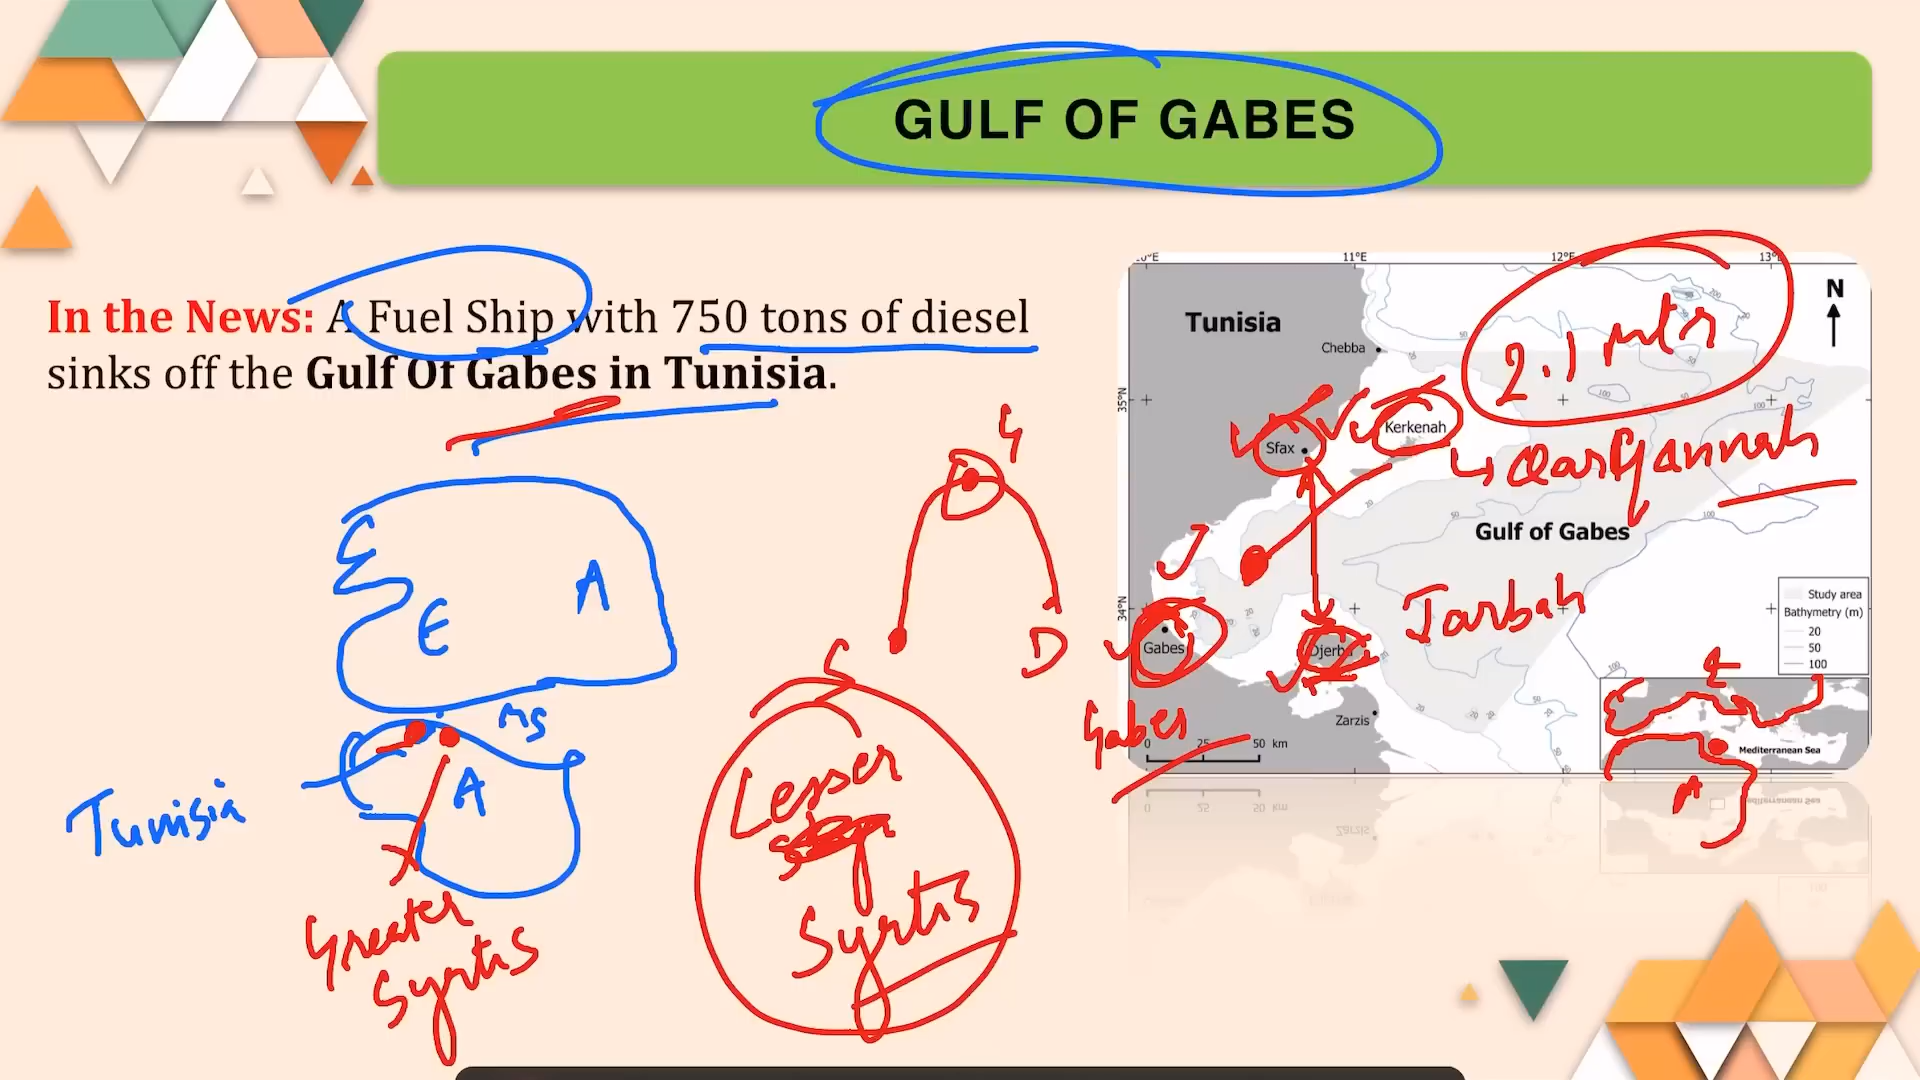 GULF OF GABES
In the News: A Fuel Ship with 750 tons of diesel
sinks off the Gulf Of Gabes in Tunisia.
11°E
12°E
13°
N
Tunisia
2.1 mtr
Chebba
35°N
Kerkenah
Sfax
Qarqannah
G
Gulf of Gabes
A
E
Jarbah
34°N
Study area
Bathymetry (m)
20
50
100
D
S
Gabes
Djerba
E
MS
Gabes
Zarzis
0 25 50 km
Mediterranean Sea
A
A
Tunisia
Lesser
Syrtis
Greater
Syrtis